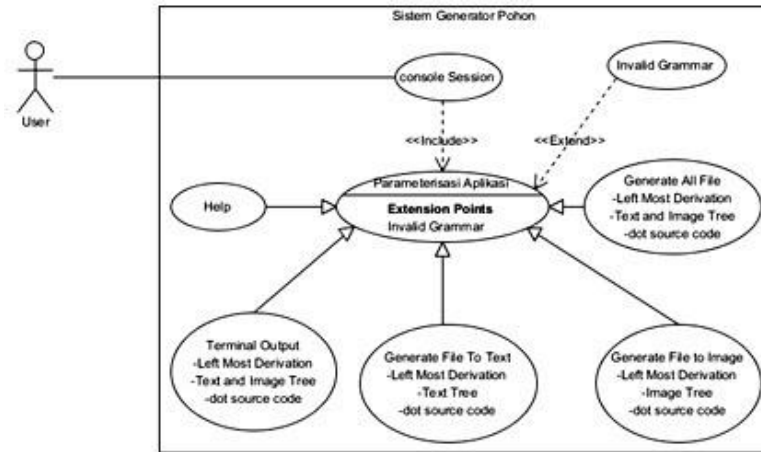 Sistem Generator Pohon
User
console Session
Invalid Grammar
<<Include>>
<<Extend>>
Parameterisasi Aplikasi
Extension Points
Invalid Grammar
Help
Generate All File
-Left Most Derivation
-Text and Image Tree
-dot source code
Terminal Output
-Left Most Derivation
-Text and Image Tree
-dot source code
Generate File To Text
-Left Most Derivation
-Text Tree
-dot source code
Generate File to Image
-Left Most Derivation
-Image Tree
-dot source code